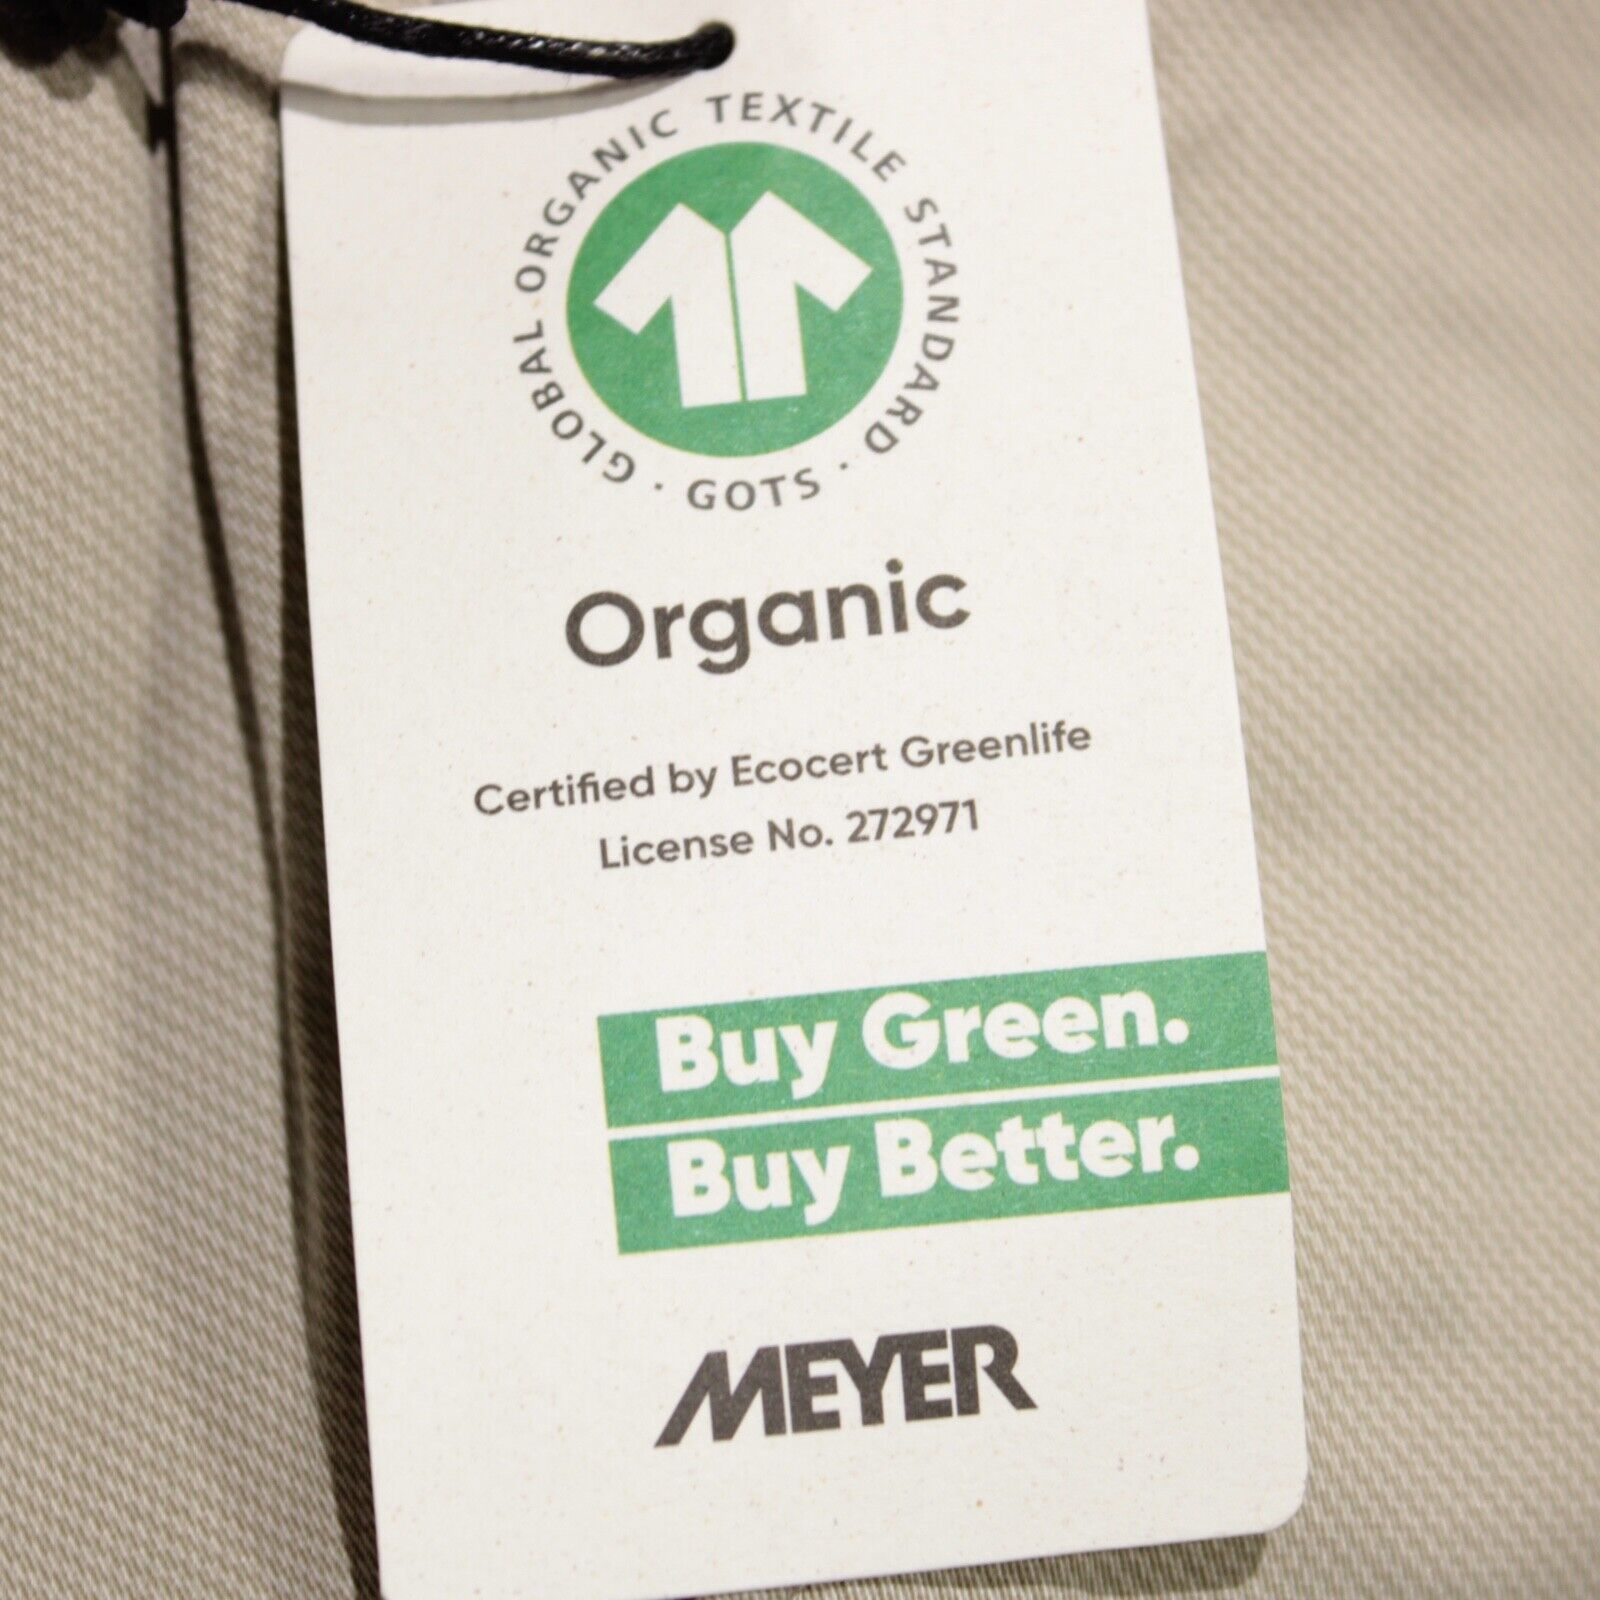 GLOBAL ORGANIC TEXTILE STANDARD · GOTS ·
Organic
Certified by Ecocert Greenlife
License No. 272971
Buy Green.
Buy Better.
MEYER